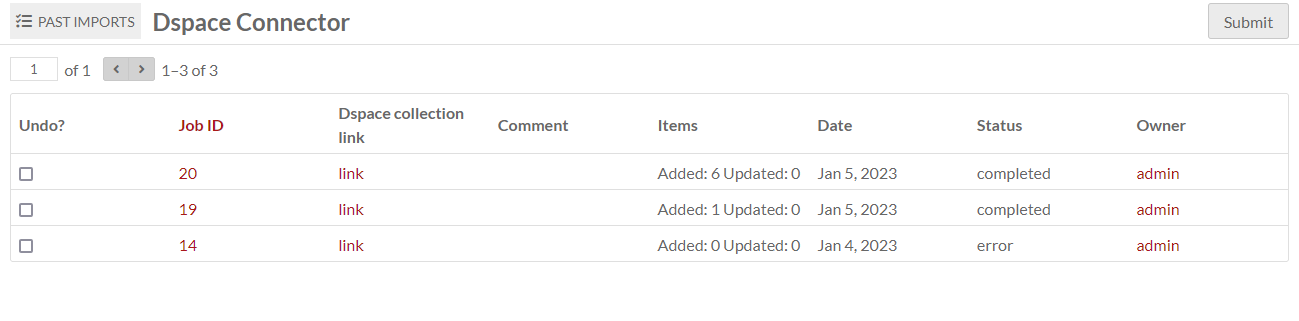 PAST IMPORTS Dspace Connector Submit
1 of 1 1–3 of 3
Undo? Job ID Dspace collection link Comment Items Date Status Owner
20 link Added: 6 Updated: 0 Jan 5, 2023 completed admin
19 link Added: 1 Updated: 0 Jan 5, 2023 completed admin
14 link Added: 0 Updated: 0 Jan 4, 2023 error admin